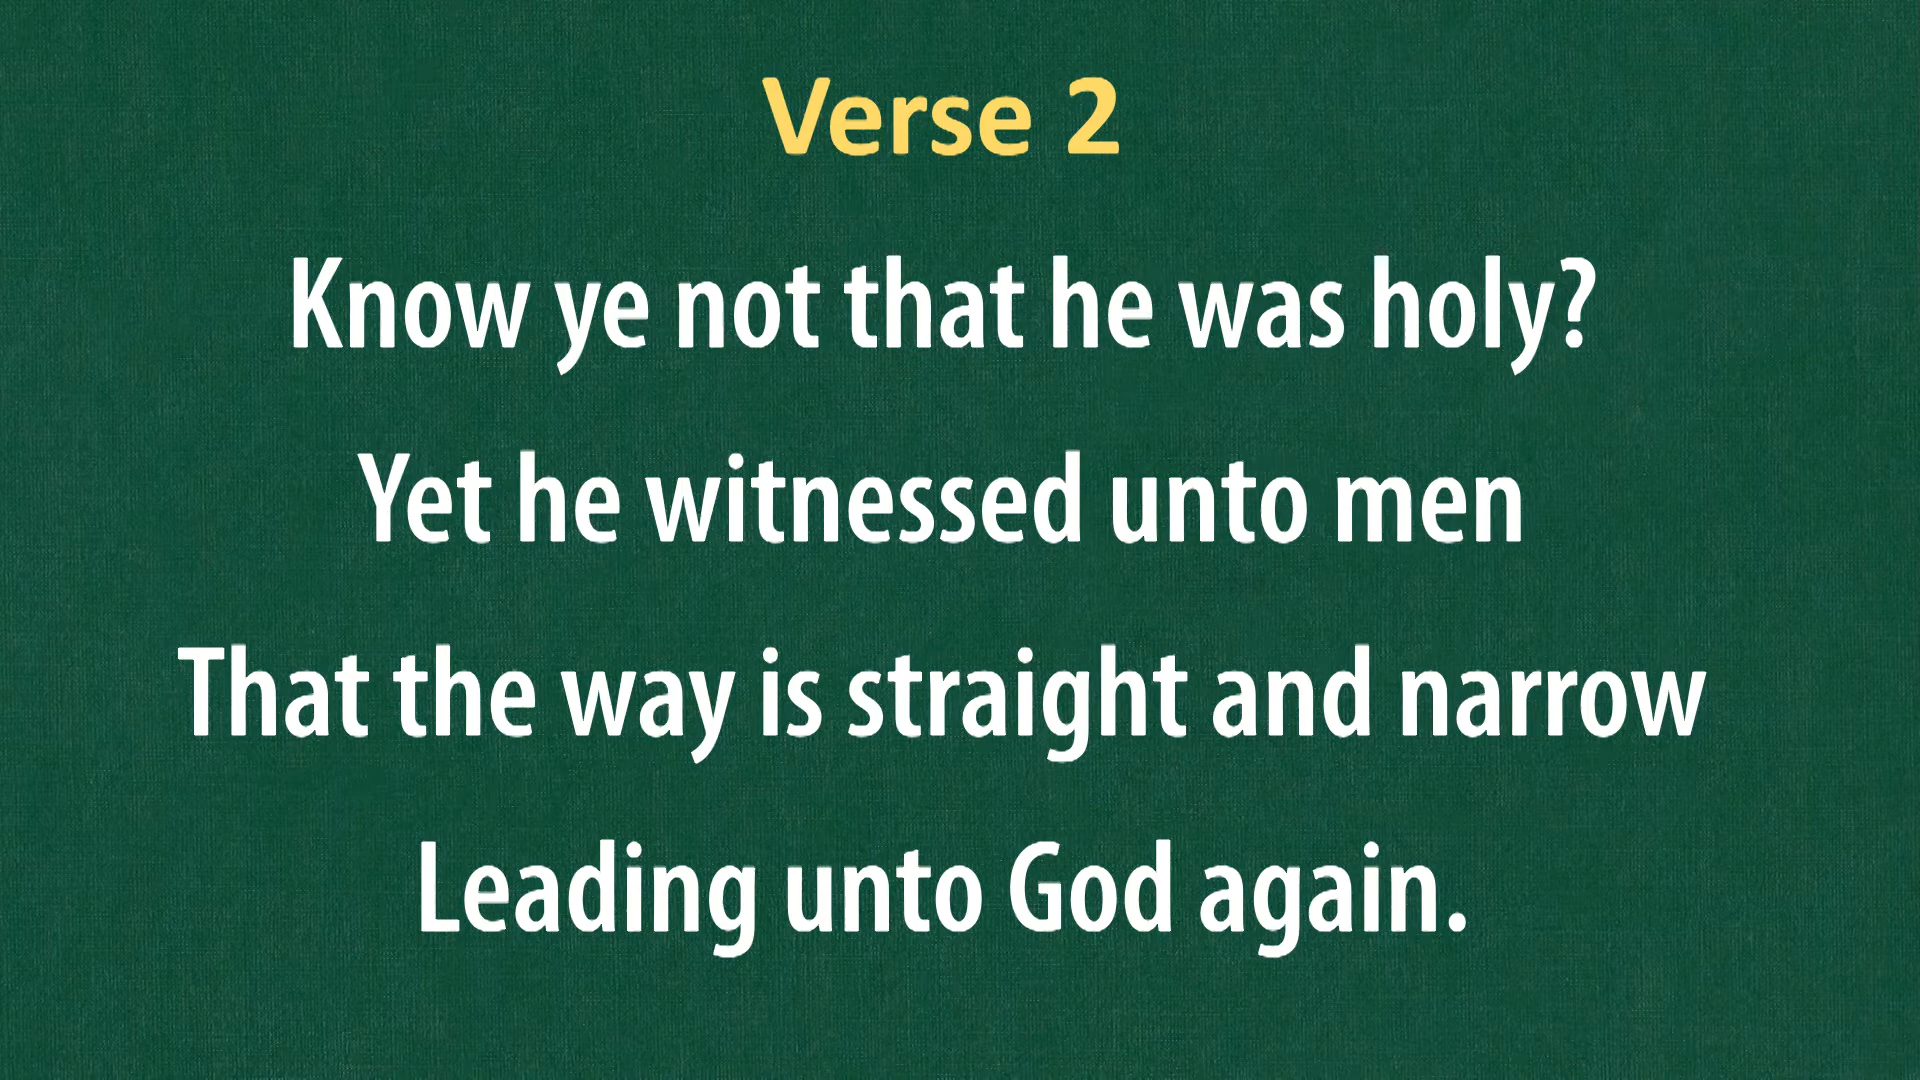 Verse 2
Know ye not that he was holy?
Yet he witnessed unto men
That the way is straight and narrow
Leading unto God again.